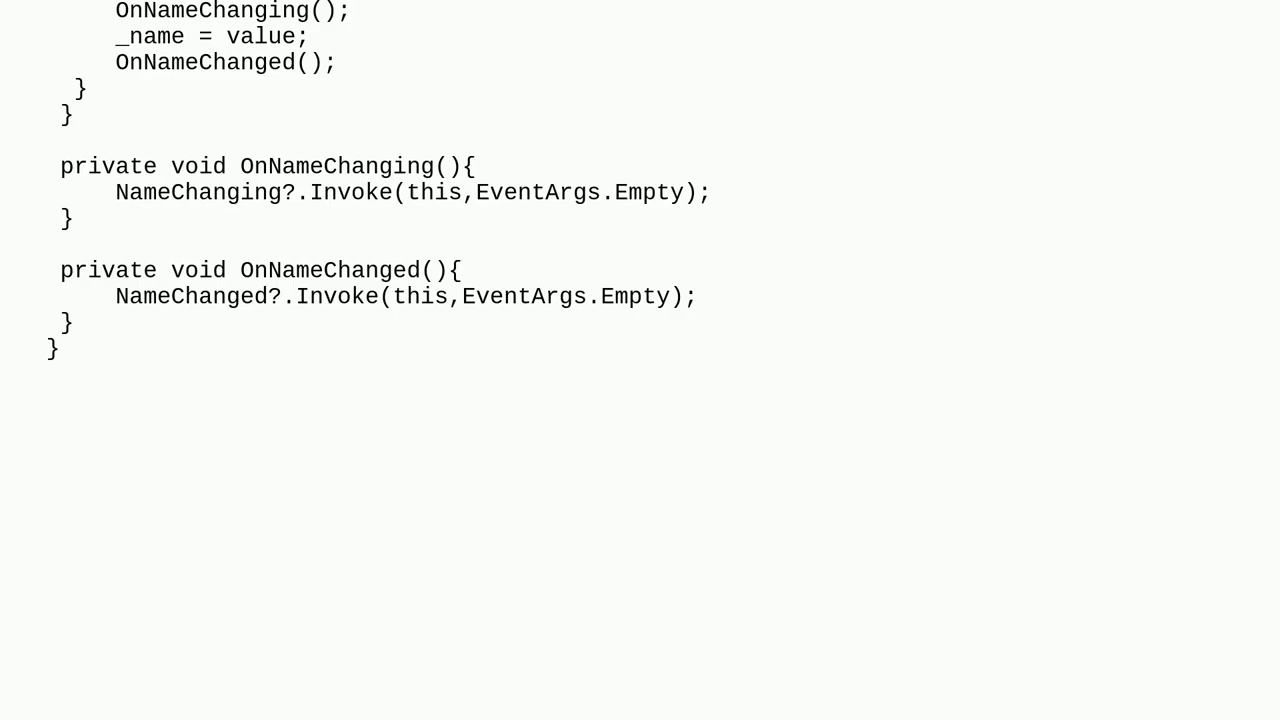 OnNameChanging();
_name = value;
OnNameChanged();
}
}
private void OnNameChanging(){
NameChanging?.Invoke(this,EventArgs.Empty);
}
private void OnNameChanged(){
NameChanged?.Invoke(this,EventArgs.Empty);
}
}